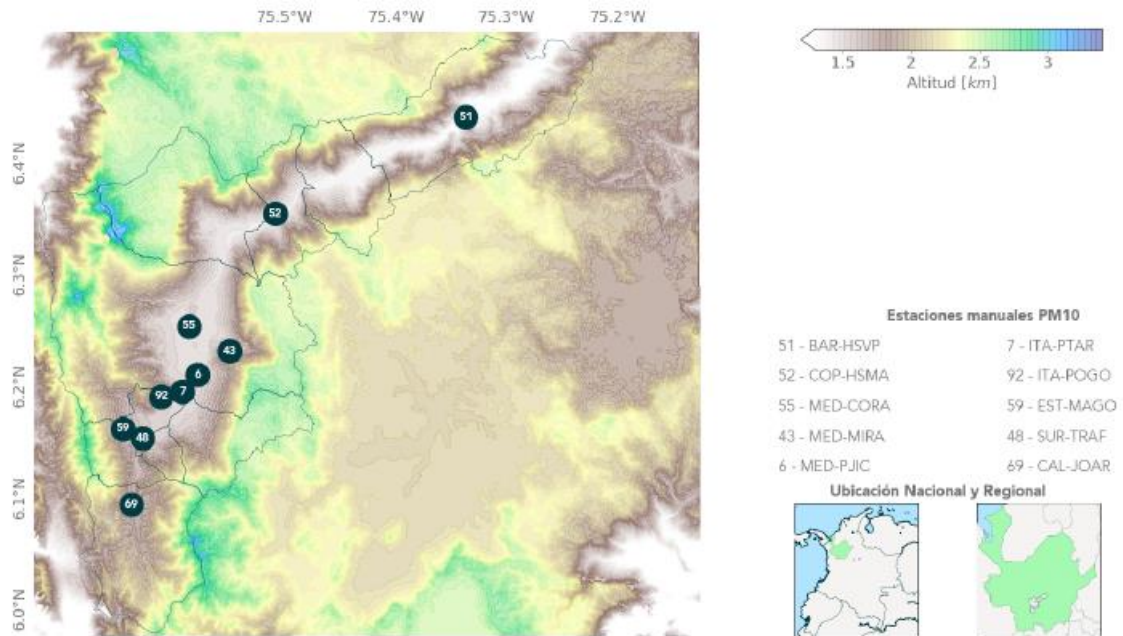 75.5°W 75.4°W 75.3°W 75.2°W
1.5 2 2.5 3
Altitud [km]
6.4°N
6.3°N
6.2°N
6.1°N
6.0°N
51
52
55
43
6
7
92
59
48
69
Estaciones manuales PM10
51 - BAR-HSVP 7 - ITA-PTAR
52 - COP-HSMA 92 - ITA-POGO
55 - MED-CORA 59 - EST-MAGO
43 - MED-MIRA 48 - SUR-TRAF
6 - MED-PJIC 69 - CAL-JOAR
Ubicación Nacional y Regional